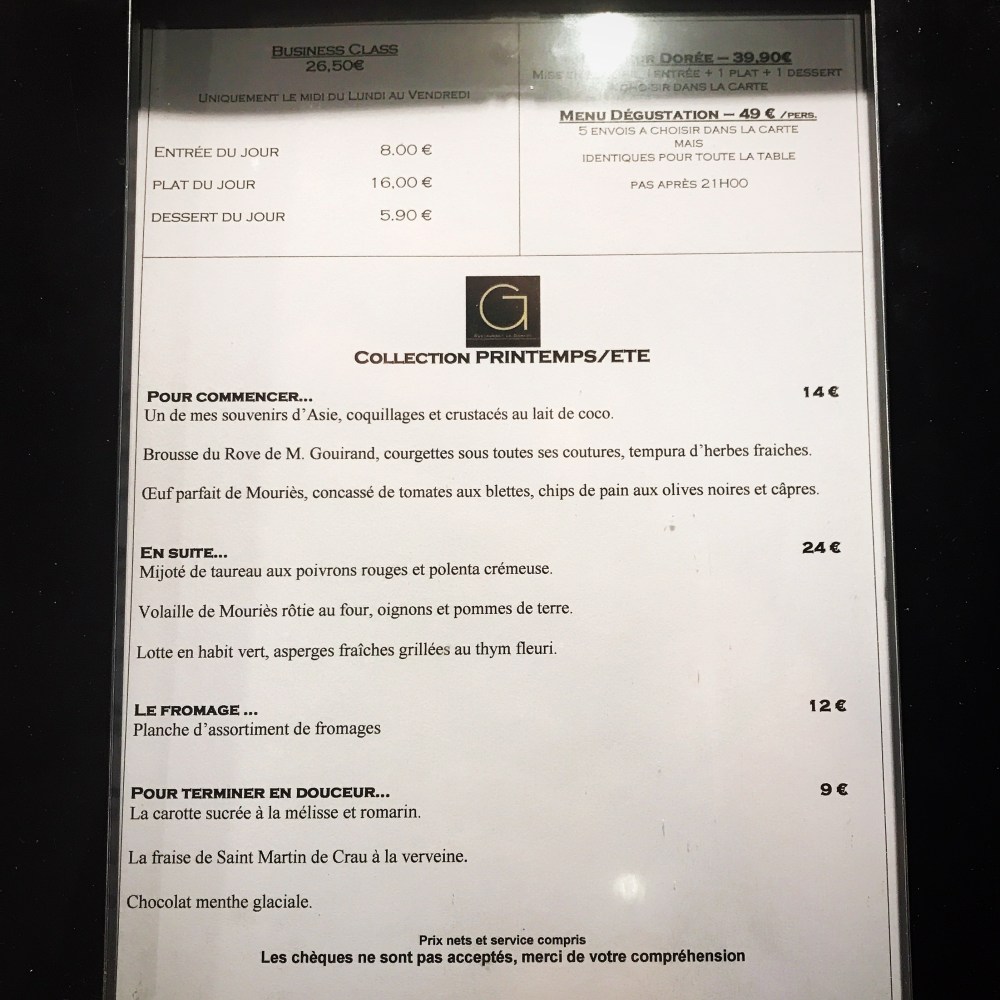 BUSINESS CLASS
26,50€
UNIQUEMENT LE MIDI DU LUNDI AU VENDREDI
ENTRÉE DU JOUR 8.00 €
PLAT DU JOUR 16,00 €
DESSERT DU JOUR 5.90 €
DORÉE – 39,90€
ENTRÉE + 1 PLAT + 1 DESSERT
DANS LA CARTE
MENU DÉGUSTATION – 49 € /PERS.
5 ENVOIS A CHOISIR DANS LA CARTE
MAIS
IDENTIQUES POUR TOUTE LA TABLE
PAS APRÈS 21H00
G
COLLECTION PRINTEMPS/ETE
POUR COMMENCER... 14 €
Un de mes souvenirs d'Asie, coquillages et crustacés au lait de coco.
Brousse du Rove de M. Gouirand, courgettes sous toutes ses coutures, tempura d'herbes fraiches.
Œuf parfait de Mouriès, concassé de tomates aux blettes, chips de pain aux olives noires et câpres.
EN SUITE... 24 €
Mijoté de taureau aux poivrons rouges et polenta crémeuse.
Volaille de Mouriès rôtie au four, oignons et pommes de terre.
Lotte en habit vert, asperges fraîches grillées au thym fleuri.
LE FROMAGE ... 12 €
Planche d'assortiment de fromages
POUR TERMINER EN DOUCEUR... 9 €
La carotte sucrée à la mélisse et romarin.
La fraise de Saint Martin de Crau à la verveine.
Chocolat menthe glaciale.
Prix nets et service compris
Les chèques ne sont pas acceptés, merci de votre compréhension